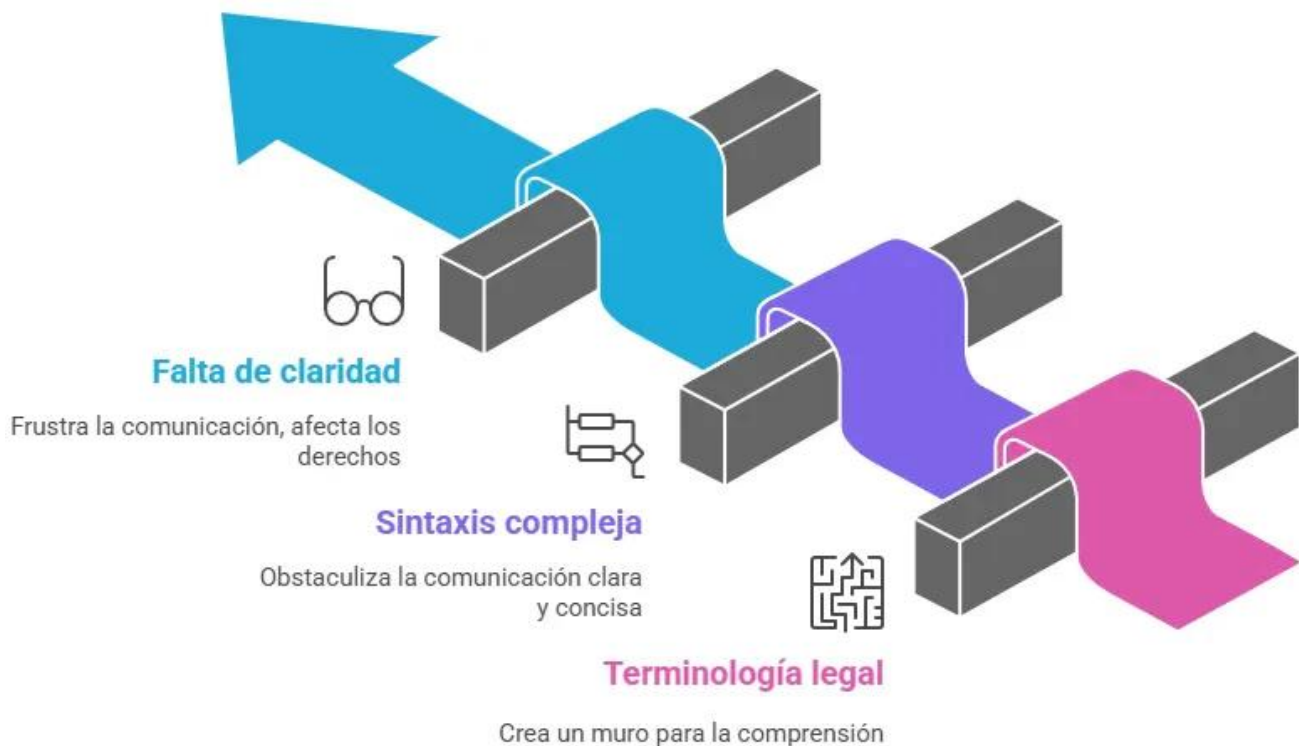 Falta de claridad
Frustra la comunicación, afecta los
derechos
Sintaxis compleja
Obstaculiza la comunicación clara
y concisa
Terminología legal
Crea un muro para la comprensión